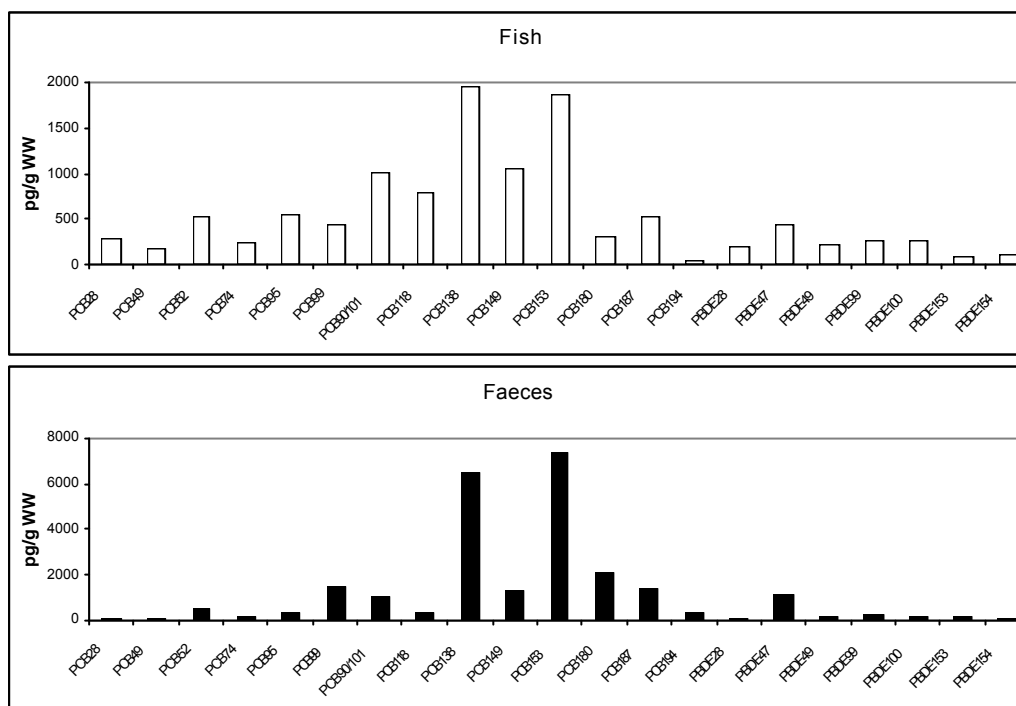 Fish
2000
1500
1000
500
0
pg/g WW
PCB28
PCB49
PCB52
PCB74
PCB95
PCB99
PCB90/101
PCB118
PCB138
PCB149
PCB153
PCB180
PCB187
PCB194
PBDE28
PBDE47
PBDE49
PBDE99
PBDE100
PBDE153
PBDE154
Faeces
8000
6000
4000
2000
0
pg/g WW
PCB28
PCB49
PCB52
PCB74
PCB95
PCB99
PCB90/101
PCB118
PCB138
PCB149
PCB153
PCB180
PCB187
PCB194
PBDE28
PBDE47
PBDE49
PBDE99
PBDE100
PBDE153
PBDE154